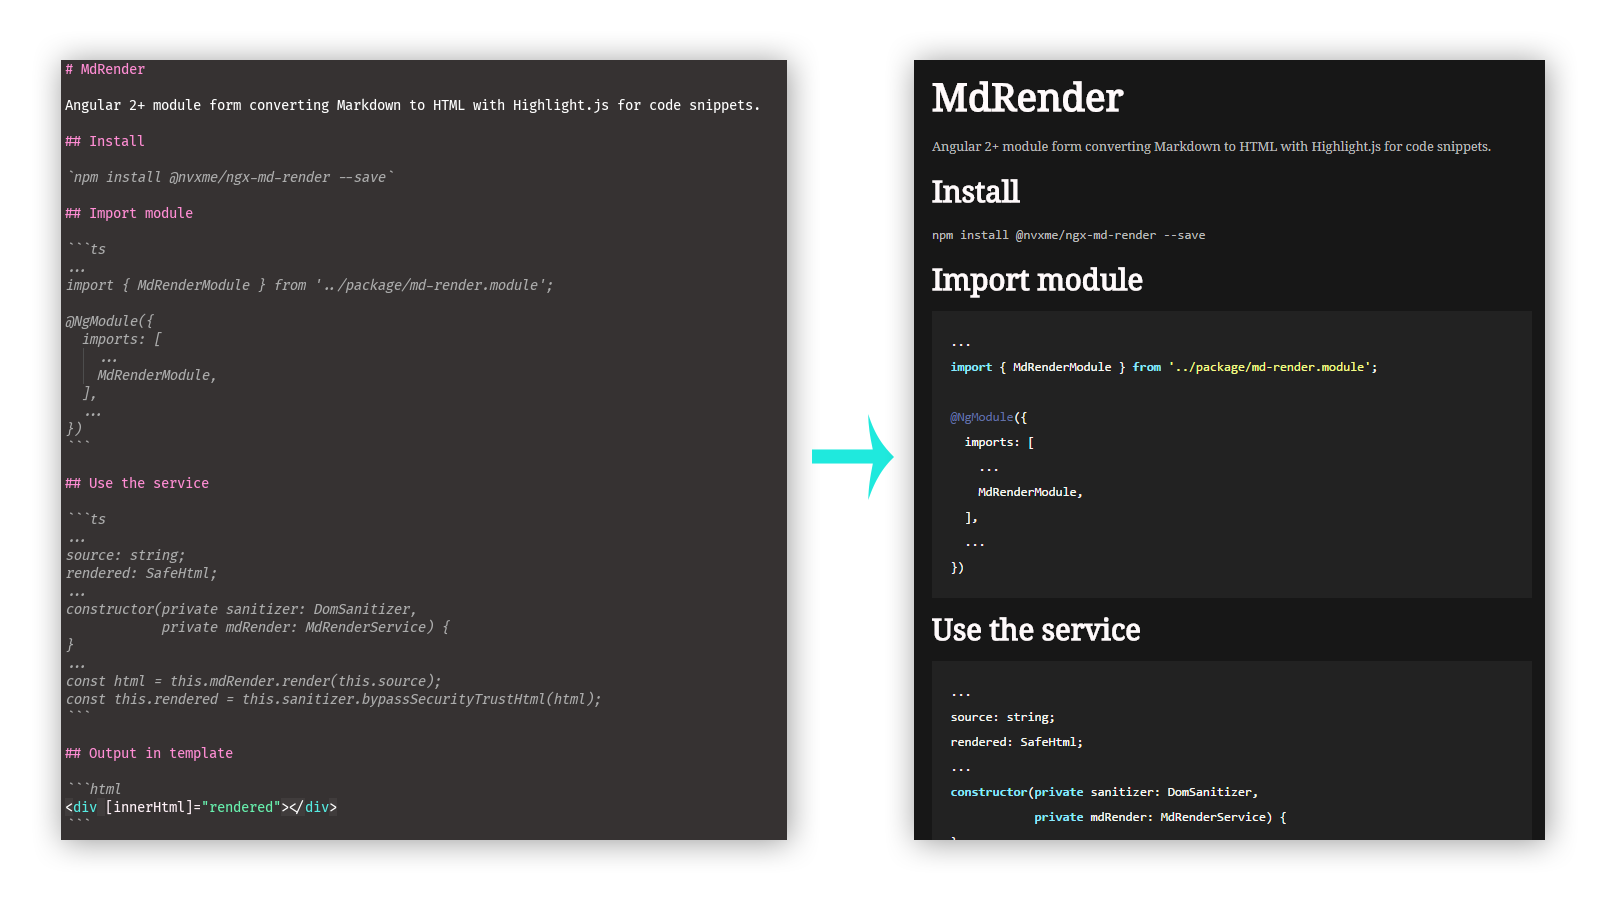 # MdRender
Angular 2+ module form converting Markdown to HTML with Highlight.js for code snippets.
## Install
`npm install @nvxme/ngx-md-render --save`
## Import module
```ts
...
import { MdRenderModule } from '../package/md-render.module';
@NgModule({
  imports: [
    ...
    MdRenderModule,
  ],
  ...
})
```
## Use the service
```ts
...
source: string;
rendered: SafeHtml;
...
constructor(private sanitizer: DomSanitizer,
            private mdRender: MdRenderService) {
}
...
const html = this.mdRender.render(this.source);
const this.rendered = this.sanitizer.bypassSecurityTrustHtml(html);
```
## Output in template
```html
<div [innerHtml]="rendered"></div>
```
MdRender
Angular 2+ module form converting Markdown to HTML with Highlight.js for code snippets.
Install
npm install @nvxme/ngx-md-render --save
Import module
...
import { MdRenderModule } from '../package/md-render.module';
@NgModule({
  imports: [
    ...
    MdRenderModule,
  ],
  ...
})
Use the service
...
source: string;
rendered: SafeHtml;
...
constructor(private sanitizer: DomSanitizer,
            private mdRender: MdRenderService) {